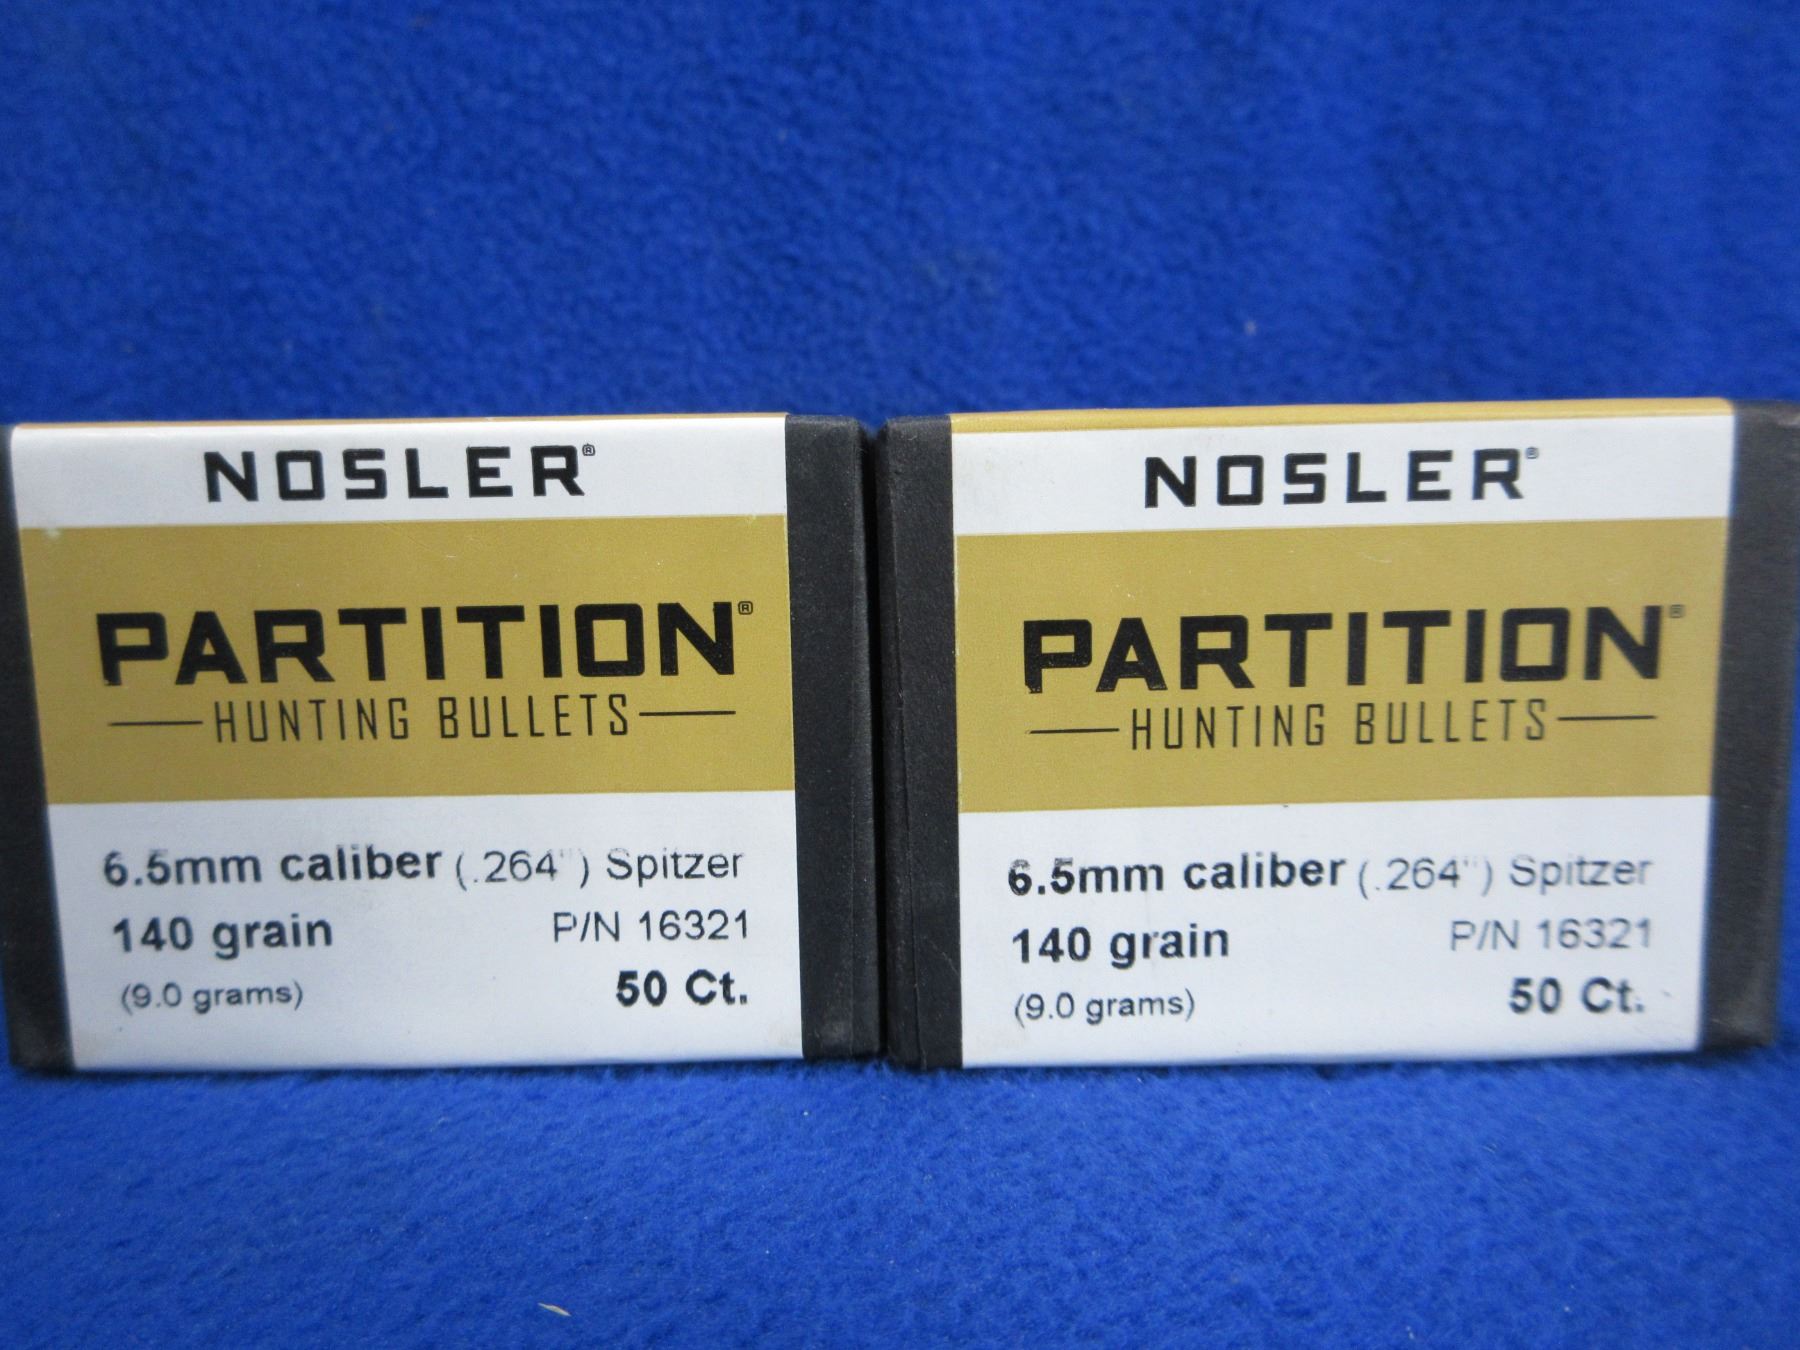 NOSLER®
PARTITION®
HUNTING BULLETS
6.5mm caliber (.264") Spitzer
140 grain P/N 16321
(9.0 grams) 50 Ct.
NOSLER®
PARTITION®
HUNTING BULLETS
6.5mm caliber (.264") Spitzer
140 grain P/N 16321
(9.0 grams) 50 Ct.